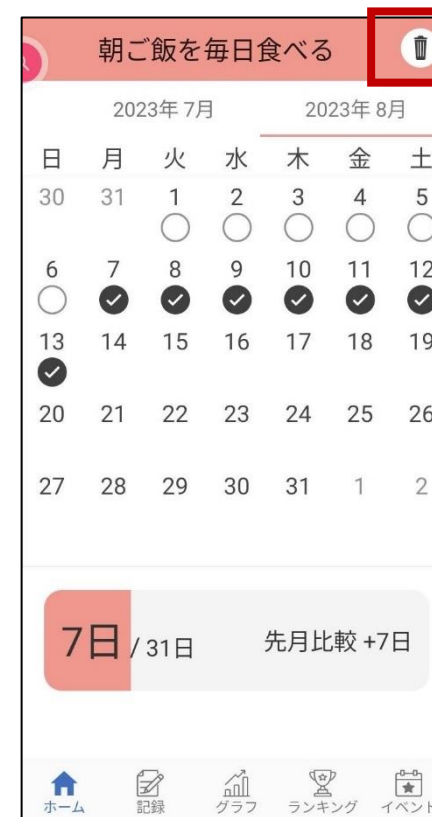 朝ご飯を毎日食べる
2023年 7月 2023年 8月
日 月 火 水 木 金 土
30 31 1 2 3 4 5
6 7 8 9 10 11 12
13 14 15 16 17 18 19
20 21 22 23 24 25 26
27 28 29 30 31 1 2
7日 / 31日 先月比較 +7日
ホーム 記録 グラフ ランキング イベント